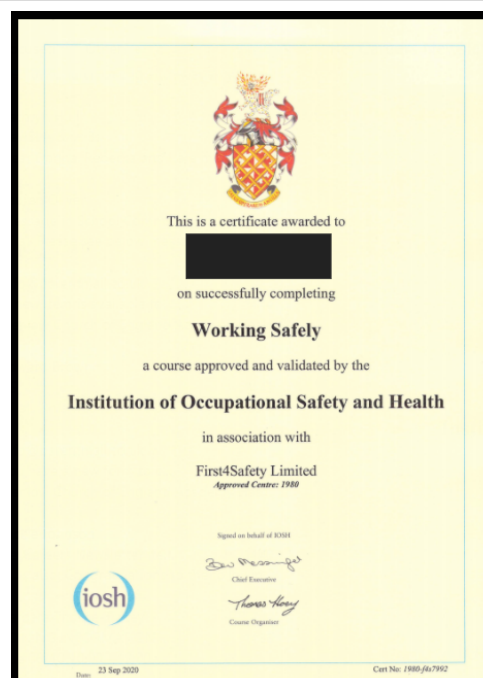 This is a certificate awarded to
on successfully completing
Working Safely
a course approved and validated by the
Institution of Occupational Safety and Health
in association with
First4Safety Limited
Approved Centre: 1980
Signed on behalf of IOSH
Chief Executive
Thomas Hoey
Course Organiser
iosh
Date: 23 Sep 2020
Cert No: 1980-f4s7992